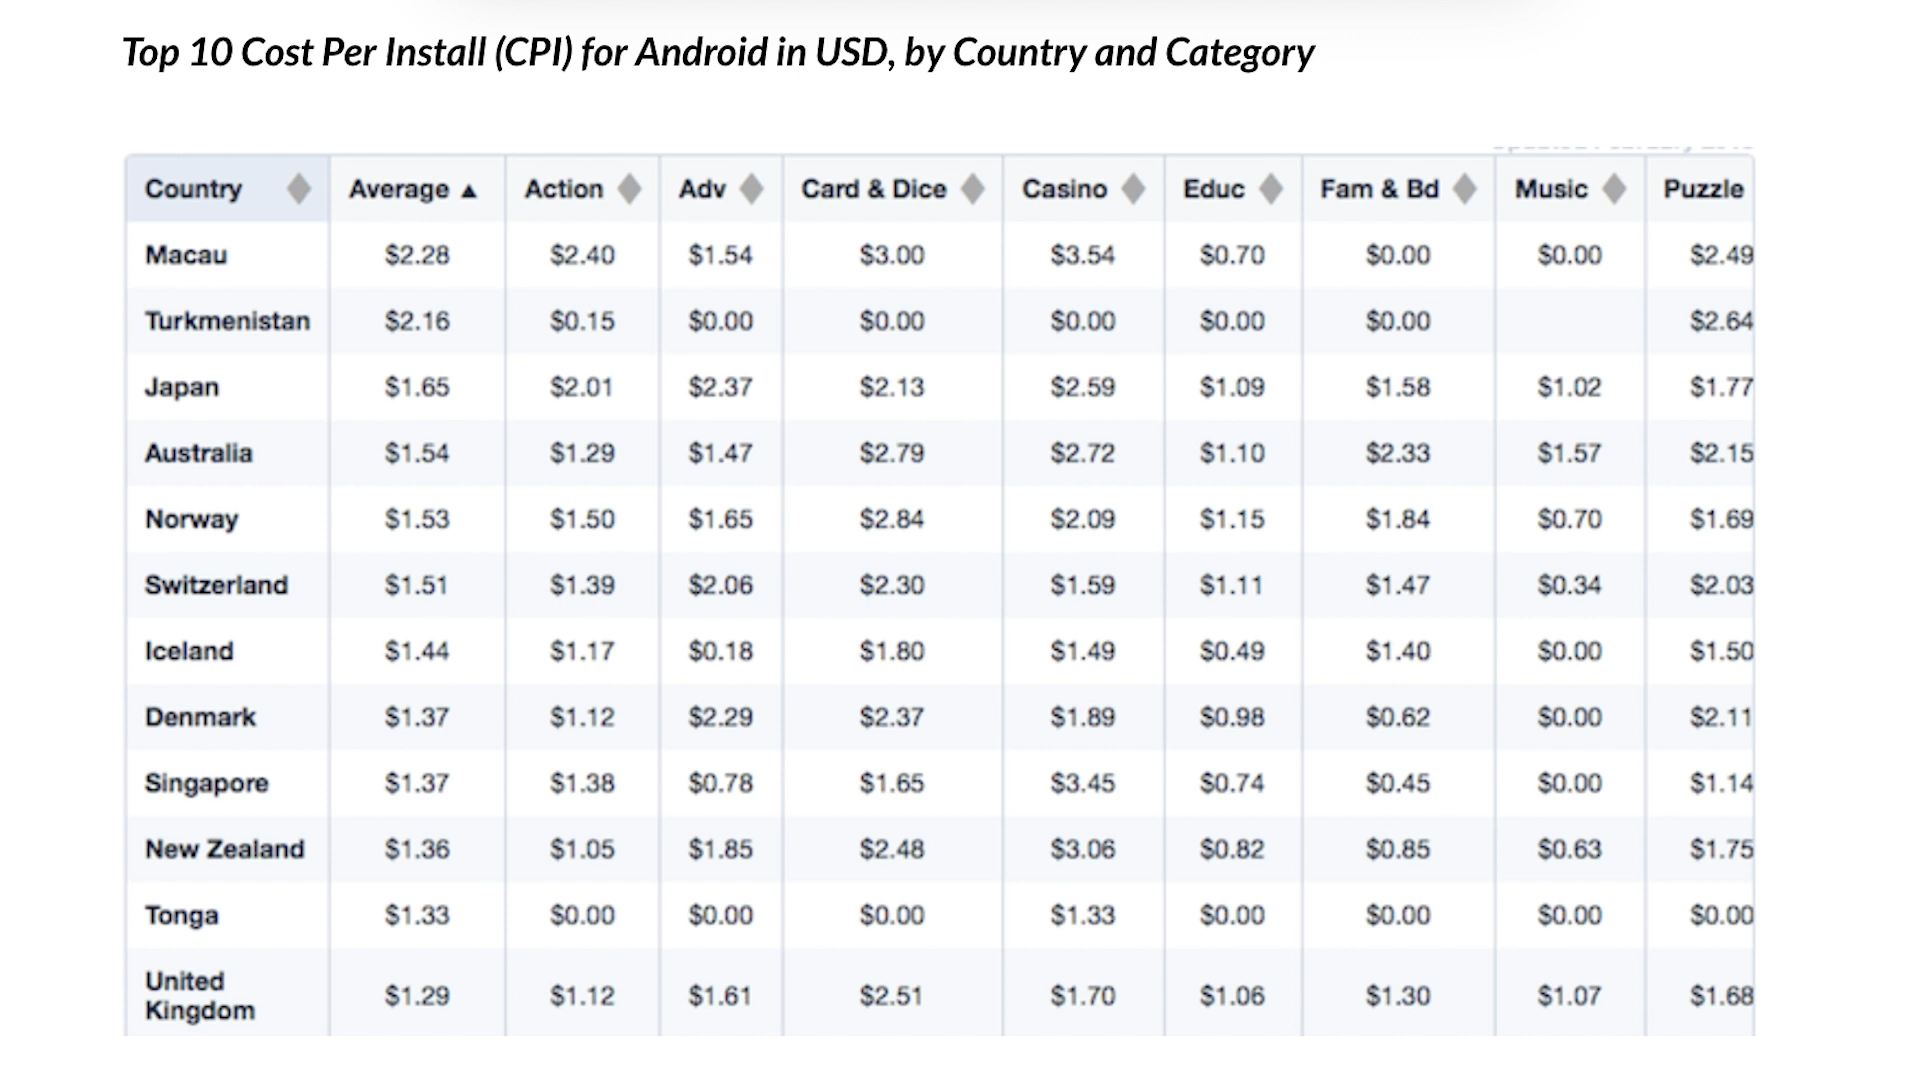 Top 10 Cost Per Install (CPI) for Android in USD, by Country and Category
Country Average Action Adv Card & Dice Casino Educ Fam & Bd Music Puzzle
Macau $2.28 $2.40 $1.54 $3.00 $3.54 $0.70 $0.00 $0.00 $2.49
Turkmenistan $2.16 $0.15 $0.00 $0.00 $0.00 $0.00 $0.00 $2.64
Japan $1.65 $2.01 $2.37 $2.13 $2.59 $1.09 $1.58 $1.02 $1.77
Australia $1.54 $1.29 $1.47 $2.79 $2.72 $1.10 $2.33 $1.57 $2.15
Norway $1.53 $1.50 $1.65 $2.84 $2.09 $1.15 $1.84 $0.70 $1.69
Switzerland $1.51 $1.39 $2.06 $2.30 $1.59 $1.11 $1.47 $0.34 $2.03
Iceland $1.44 $1.17 $0.18 $1.80 $1.49 $0.49 $1.40 $0.00 $1.50
Denmark $1.37 $1.12 $2.29 $2.37 $1.89 $0.98 $0.62 $0.00 $2.11
Singapore $1.37 $1.38 $0.78 $1.65 $3.45 $0.74 $0.45 $0.00 $1.14
New Zealand $1.36 $1.05 $1.85 $2.48 $3.06 $0.82 $0.85 $0.63 $1.75
Tonga $1.33 $0.00 $0.00 $0.00 $1.33 $0.00 $0.00 $0.00 $0.00
United
Kingdom $1.29 $1.12 $1.61 $2.51 $1.70 $1.06 $1.30 $1.07 $1.68